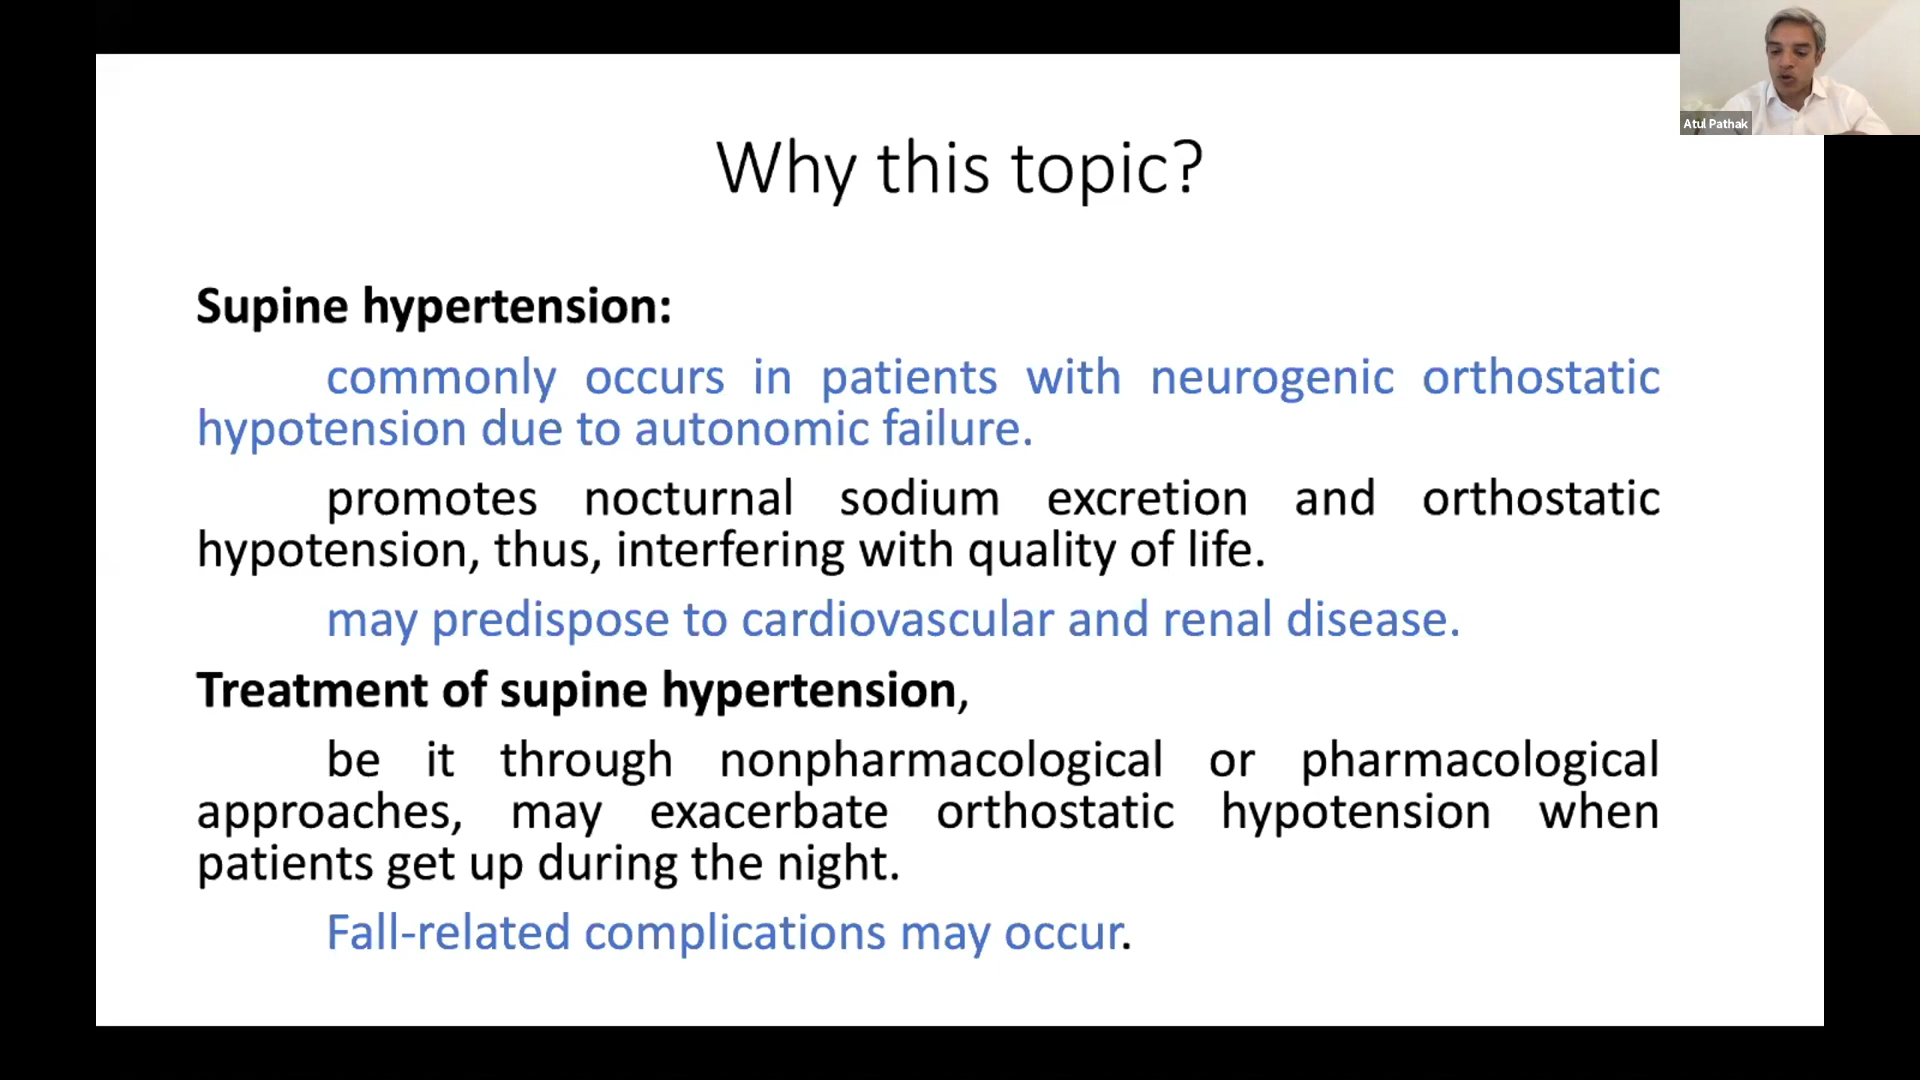 Atul Pathak
Why this topic?
Supine hypertension:
commonly occurs in patients with neurogenic orthostatic
hypotension due to autonomic failure.
promotes nocturnal sodium excretion and orthostatic
hypotension, thus, interfering with quality of life.
may predispose to cardiovascular and renal disease.
Treatment of supine hypertension,
be it through nonpharmacological or pharmacological
approaches, may exacerbate orthostatic hypotension when
patients get up during the night.
Fall-related complications may occur.